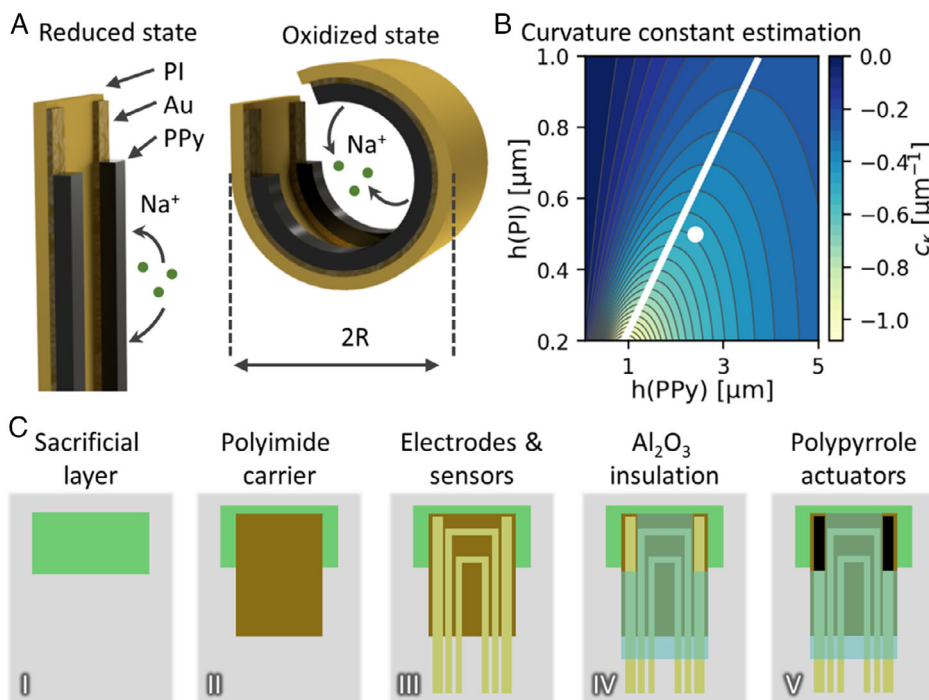 A
Reduced state
Oxidized state
PI
Au
PPy
Na⁺
Na⁺
2R
B
Curvature constant estimation
h(PI) [µm]
1.0
0.8
0.6
0.4
0.2
1
3
5
h(PPy) [µm]
0.0
−0.2
−0.4
−0.6
−0.8
−1.0
cκ [µm⁻¹]
C
Sacrificial
layer
Polyimide
carrier
Electrodes &
sensors
Al₂O₃
insulation
Polypyrrole
actuators
I
II
III
IV
V